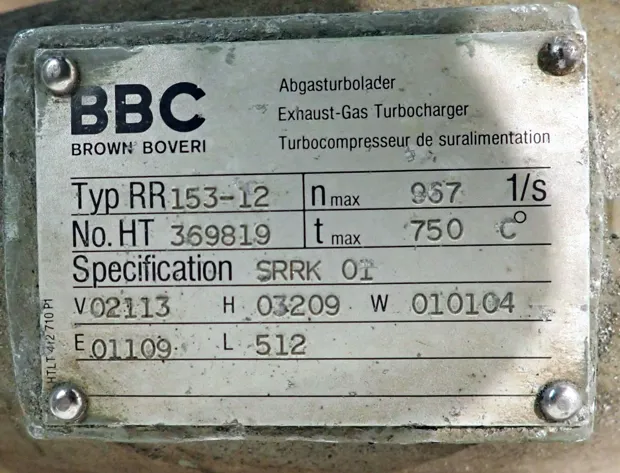 BBC
BROWN BOVERI
Abgasturbolader
Exhaust-Gas Turbocharger
Turbocompresseur de suralimentation
Typ RR 153-12 n max 967 1/s
No. HT 369819 t max 750 C°
Specification SRRK 01
V 02113 H 03209 W 010104
E 01109 L 512